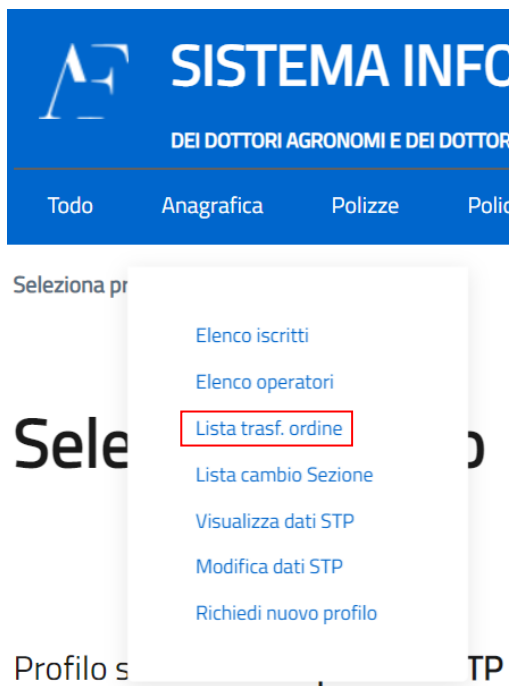 SISTEMA INFO
DEI DOTTORI AGRONOMI E DEI DOTTOR
Todo Anagrafica Polizze Polic
Seleziona pr
Elenco iscritti
Elenco operatori
Lista trasf. ordine
Sele o
Lista cambio Sezione
Visualizza dati STP
Modifica dati STP
Richiedi nuovo profilo
Profilo s TP